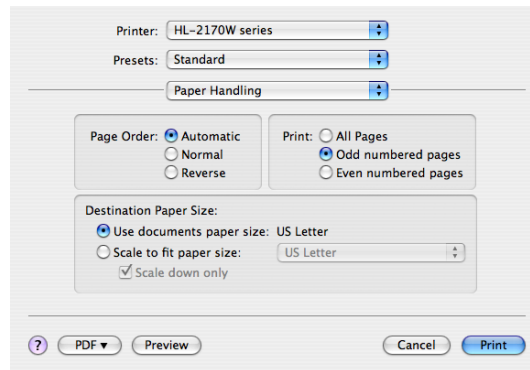 Printer: HL-2170W series
Presets: Standard
Paper Handling
Page Order: Automatic
Normal
Reverse
Print: All Pages
Odd numbered pages
Even numbered pages
Destination Paper Size:
Use documents paper size: US Letter
Scale to fit paper size: US Letter
Scale down only
? PDF ▼ Preview Cancel Print